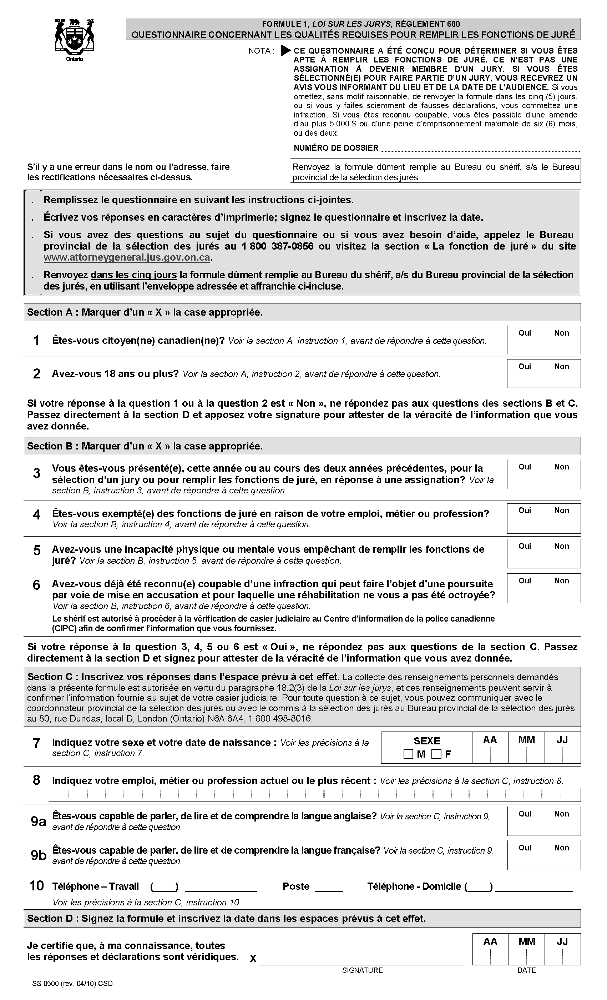 Ontario
FORMULE 1, LOI SUR LES JURYS, RÈGLEMENT 680
QUESTIONNAIRE CONCERNANT LES QUALITÉS REQUISES POUR REMPLIR LES FONCTIONS DE JURÉ
NOTA : CE QUESTIONNAIRE A ÉTÉ CONÇU POUR DÉTERMINER SI VOUS ÊTES
APTE À REMPLIR LES FONCTIONS DE JURÉ. CE N’EST PAS UNE
ASSIGNATION À DEVENIR MEMBRE D’UN JURY. SI VOUS ÊTES
SÉLECTIONNÉ(E) POUR FAIRE PARTIE D’UN JURY, VOUS RECEVREZ UN
AVIS VOUS INFORMANT DU LIEU ET DE LA DATE DE L'AUDIENCE. Si vous
omettez, sans motif raisonnable, de renvoyer la formule dans les cinq (5) jours,
ou si vous y faites sciemment de fausses déclarations, vous commettez une
infraction. Si vous êtes reconnu coupable, vous êtes passible d’une amende
d’au plus 5 000 $ ou d’une peine d’emprisonnement maximale de six (6) mois,
ou des deux.
NUMÉRO DE DOSSIER
S’il y a une erreur dans le nom ou l’adresse, faire
les rectifications nécessaires ci-dessus.
Renvoyez la formule dûment remplie au Bureau du shérif, a/s le Bureau
provincial de la sélection des jurés.
. Remplissez le questionnaire en suivant les instructions ci-jointes.
. Écrivez vos réponses en caractères d’imprimerie; signez le questionnaire et inscrivez la date.
. Si vous avez des questions au sujet du questionnaire ou si vous avez besoin d’aide, appelez le Bureau
provincial de la sélection des jurés au 1 800 387-0856 ou visitez la section « La fonction de juré » du site
www.attorneygeneral.jus.gov.on.ca.
. Renvoyez dans les cinq jours la formule dûment remplie au Bureau du shérif, a/s du Bureau provincial de la sélection
des jurés, en utilisant l’enveloppe adressée et affranchie ci-incluse.
Section A : Marquer d’un « X » la case appropriée.
1 Êtes-vous citoyen(ne) canadien(ne)? Voir la section A, instruction 1, avant de répondre à cette question. Oui Non
2 Avez-vous 18 ans ou plus? Voir la section A, instruction 2, avant de répondre à cette question. Oui Non
Si votre réponse à la question 1 ou à la question 2 est « Non », ne répondez pas aux questions des sections B et C.
Passez directement à la section D et apposez votre signature pour attester de la véracité de l’information que vous
avez donnée.
Section B : Marquer d’un « X » la case appropriée.
3 Vous êtes-vous présenté(e), cette année ou au cours des deux années précédentes, pour la Oui Non
sélection d’un jury ou pour remplir les fonctions de juré, en réponse à une assignation? Voir la
section B, instruction 3, avant de répondre à cette question.
4 Êtes-vous exempté(e) des fonctions de juré en raison de votre emploi, métier ou profession? Oui Non
Voir la section B, instruction 4, avant de répondre à cette question.
5 Avez-vous une incapacité physique ou mentale vous empêchant de remplir les fonctions de Oui Non
juré? Voir la section B, instruction 5, avant de répondre à cette question.
6 Avez-vous déjà été reconnu(e) coupable d’une infraction qui peut faire l’objet d’une poursuite Oui Non
par voie de mise en accusation et pour laquelle une réhabilitation ne vous a pas été octroyée?
Voir la section B, instruction 6, avant de répondre à cette question.
Le shérif est autorisé à procéder à la vérification de casier judiciaire au Centre d’information de la police canadienne
(CIPC) afin de confirmer l’information que vous fournissez.
Si votre réponse à la question 3, 4, 5 ou 6 est « Oui », ne répondez pas aux questions de la section C. Passez
directement à la section D et signez pour attester de la véracité de l’information que vous avez donnée.
Section C : Inscrivez vos réponses dans l’espace prévu à cet effet. La collecte des renseignements personnels demandés
dans la présente formule est autorisée en vertu du paragraphe 18.2(3) de la Loi sur les jurys, et ces renseignements peuvent servir à
confirmer l’information fournie au sujet de votre casier judiciaire. Pour toute question à ce sujet, vous pouvez communiquer avec le
coordonnateur provincial de la sélection des jurés ou avec le commis à la sélection des jurés au Bureau provincial de la sélection des jurés
au 80, rue Dundas, local D, London (Ontario) N6A 6A4, 1 800 498-8016.
7 Indiquez votre sexe et votre date de naissance : Voir les précisions à la SEXE AA MM JJ
section C, instruction 7. M F
8 Indiquez votre emploi, métier ou profession actuel ou le plus récent : Voir les précisions à la section C, instruction 8.
9a Êtes-vous capable de parler, de lire et de comprendre la langue anglaise? Voir la section C, instruction 9, Oui Non
avant de répondre à cette question.
9b Êtes-vous capable de parler, de lire et de comprendre la langue française? Voir la section C, instruction 9, Oui Non
avant de répondre à cette question.
10 Téléphone – Travail (____) _____________ Poste _____ Téléphone - Domicile (____) ______________
Voir les précisions à la section C, instruction 10.
Section D : Signez la formule et inscrivez la date dans les espaces prévus à cet effet.
AA MM JJ
Je certifie que, à ma connaissance, toutes
les réponses et déclarations sont véridiques. X
SIGNATURE DATE
SS 0500 (rev. 04/10) CSD